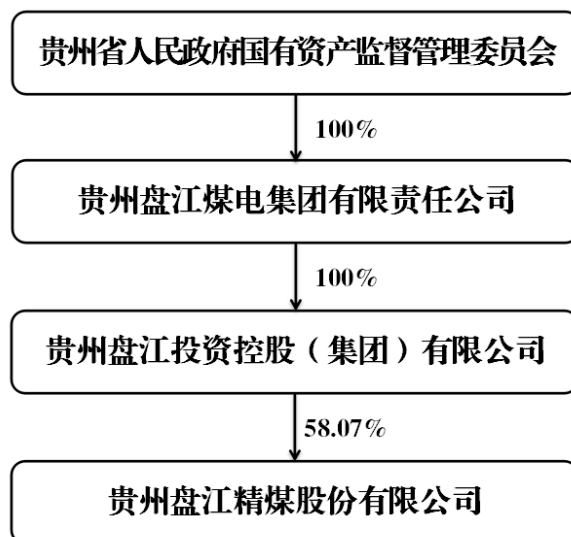 贵州省人民政府国有资产监督管理委员会
100%
贵州盘江煤电集团有限责任公司
100%
贵州盘江投资控股（集团）有限公司
58.07%
贵州盘江精煤股份有限公司